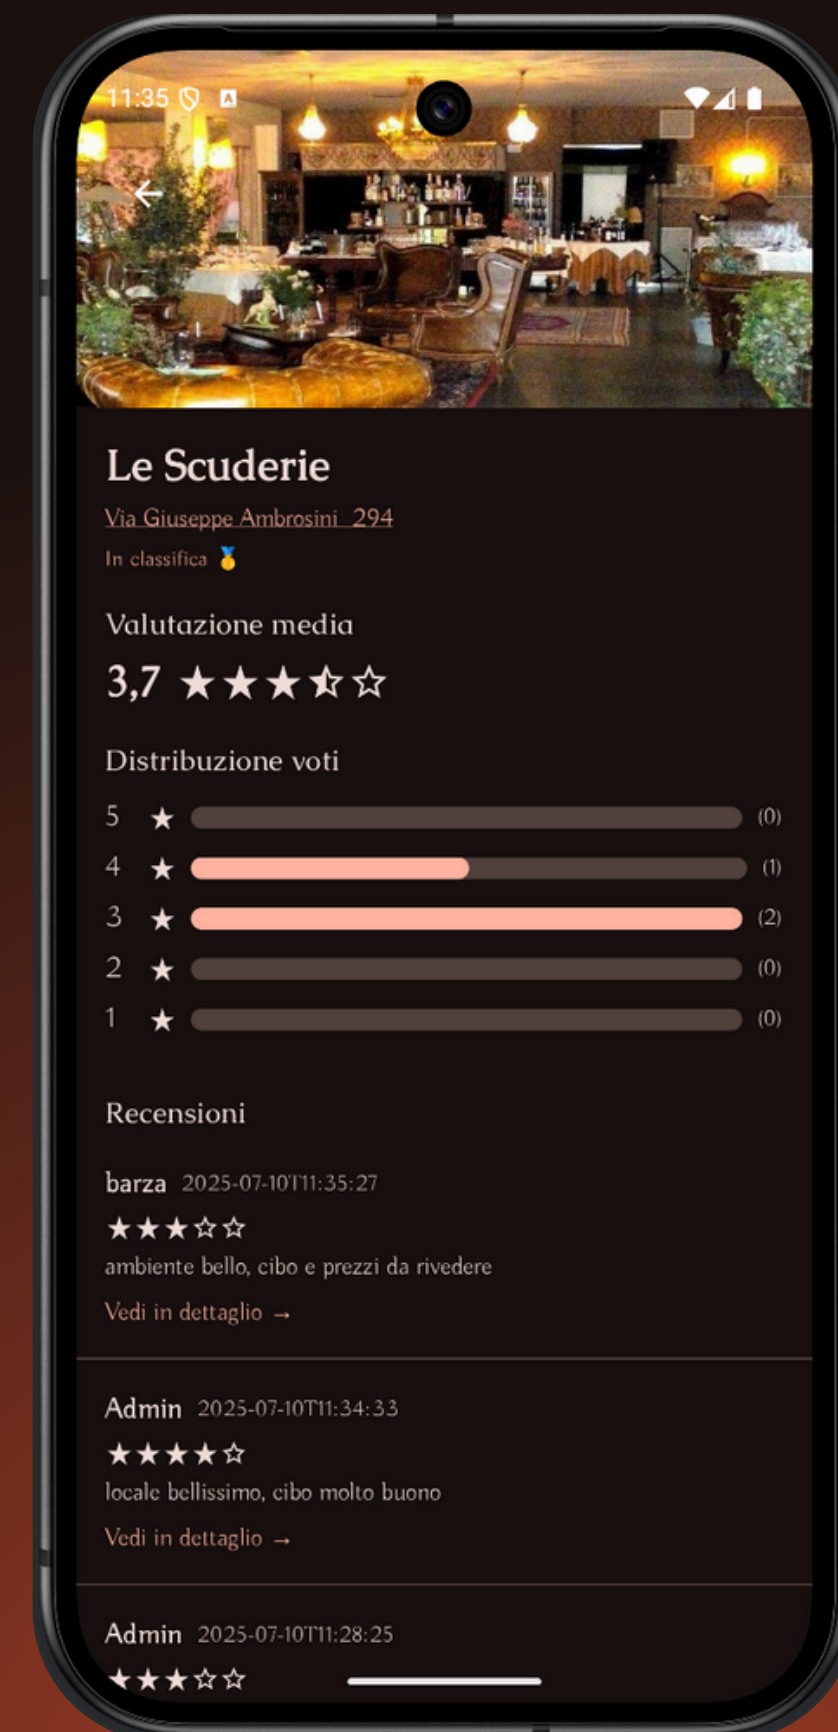 11:35
Le Scuderie
Via Giuseppe Ambrosini 294
In classifica 🥇
Valutazione media
3,7 ★★★⯪☆
Distribuzione voti
5 ★ (0)
4 ★ (1)
3 ★ (2)
2 ★ (0)
1 ★ (0)
Recensioni
barza 2025-07-10T11:35:27
★★★☆☆
ambiente bello, cibo e prezzi da rivedere
Vedi in dettaglio →
Admin 2025-07-10T11:34:33
★★★★☆
locale bellissimo, cibo molto buono
Vedi in dettaglio →
Admin 2025-07-10T11:28:25
★★★☆☆